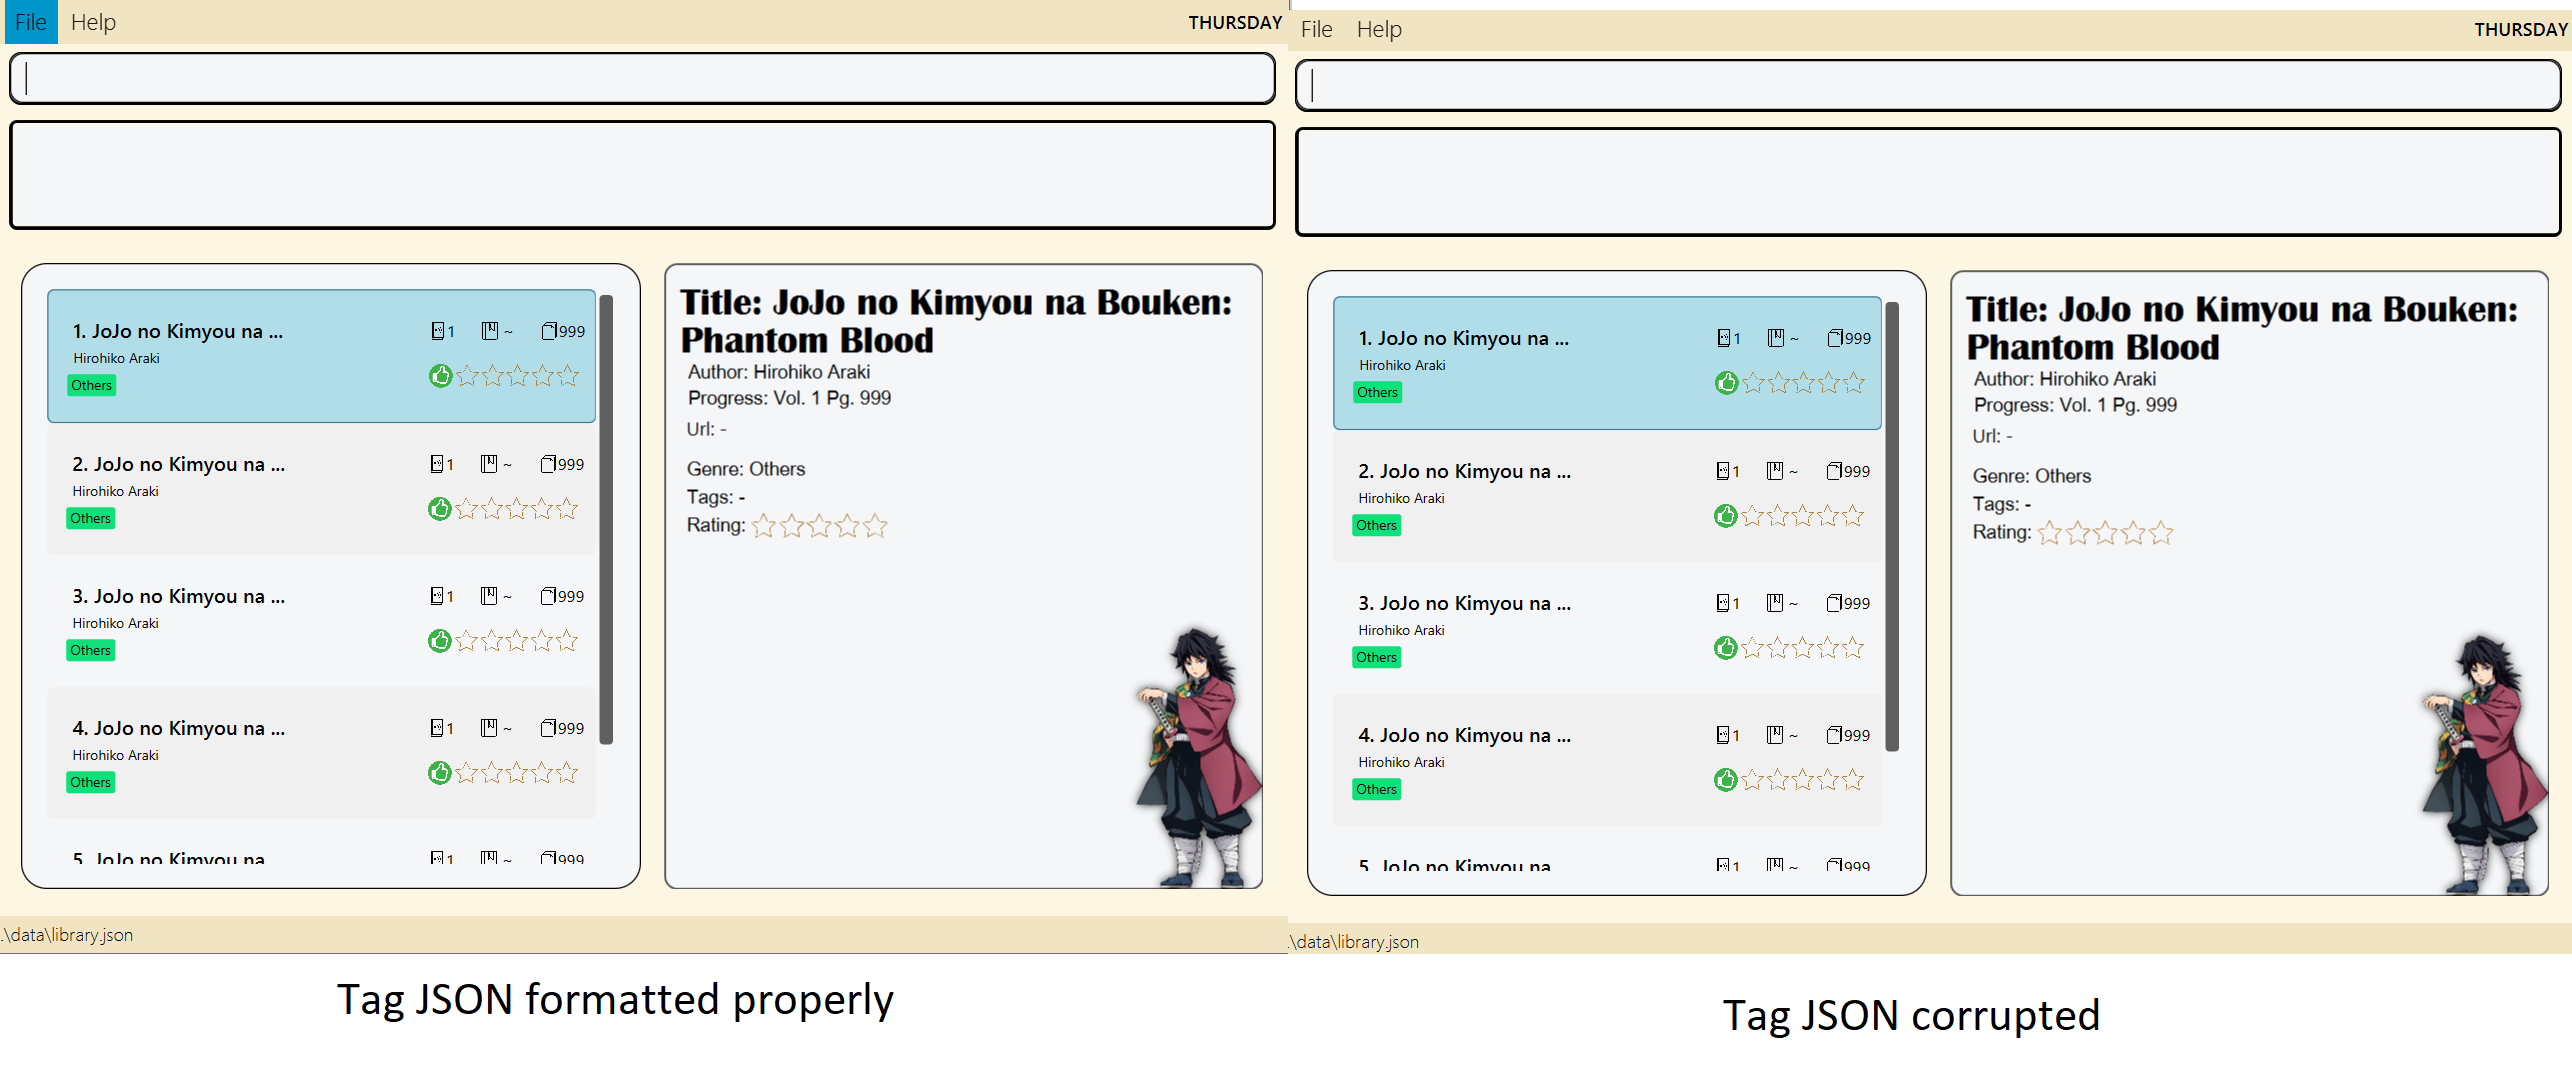 File Help THURSDAY
1. JoJo no Kimyou na ... 1 ~ 999
Hirohiko Araki
Others
2. JoJo no Kimyou na ... 1 ~ 999
Hirohiko Araki
Others
3. JoJo no Kimyou na ... 1 ~ 999
Hirohiko Araki
Others
4. JoJo no Kimyou na ... 1 ~ 999
Hirohiko Araki
Others
5. JoJo no Kimyou na 1 ~ 999
Title: JoJo no Kimyou na Bouken:
Phantom Blood
Author: Hirohiko Araki
Progress: Vol. 1 Pg. 999
Url: -
Genre: Others
Tags: -
Rating:
.\data\library.json
Tag JSON formatted properly
File Help THURSDAY
1. JoJo no Kimyou na ... 1 ~ 999
Hirohiko Araki
Others
2. JoJo no Kimyou na ... 1 ~ 999
Hirohiko Araki
Others
3. JoJo no Kimyou na ... 1 ~ 999
Hirohiko Araki
Others
4. JoJo no Kimyou na ... 1 ~ 999
Hirohiko Araki
Others
5. JoJo no Kimyou na 1 ~ 999
Title: JoJo no Kimyou na Bouken:
Phantom Blood
Author: Hirohiko Araki
Progress: Vol. 1 Pg. 999
Url: -
Genre: Others
Tags: -
Rating:
.\data\library.json
Tag JSON corrupted